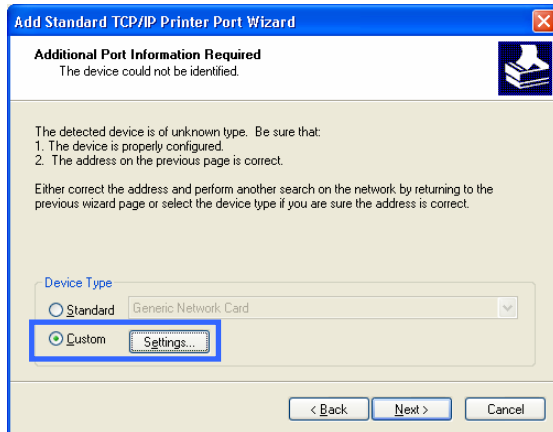 Add Standard TCP/IP Printer Port Wizard
Additional Port Information Required
The device could not be identified.
The detected device is of unknown type. Be sure that:
1. The device is properly configured.
2. The address on the previous page is correct.
Either correct the address and perform another search on the network by returning to the
previous wizard page or select the device type if you are sure the address is correct.
Device Type
Standard Generic Network Card
Custom Settings...
< Back Next > Cancel